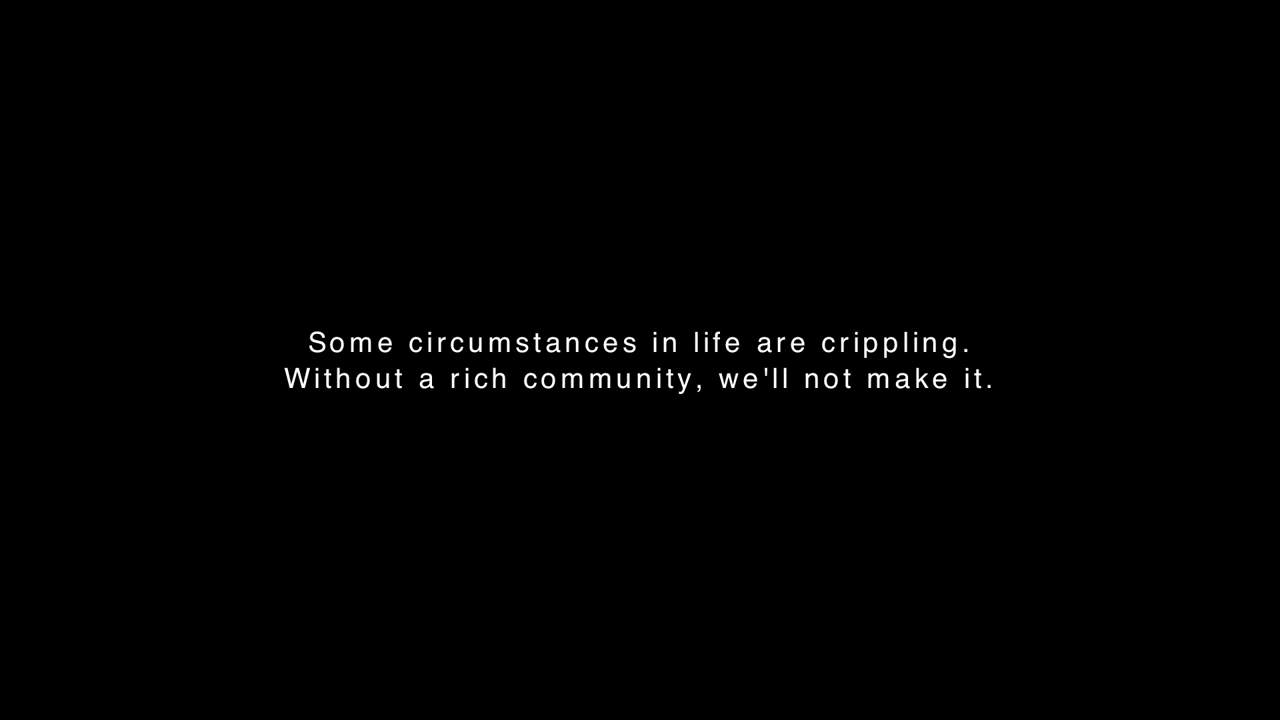 Some circumstances in life are crippling.
Without a rich community, we'll not make it.